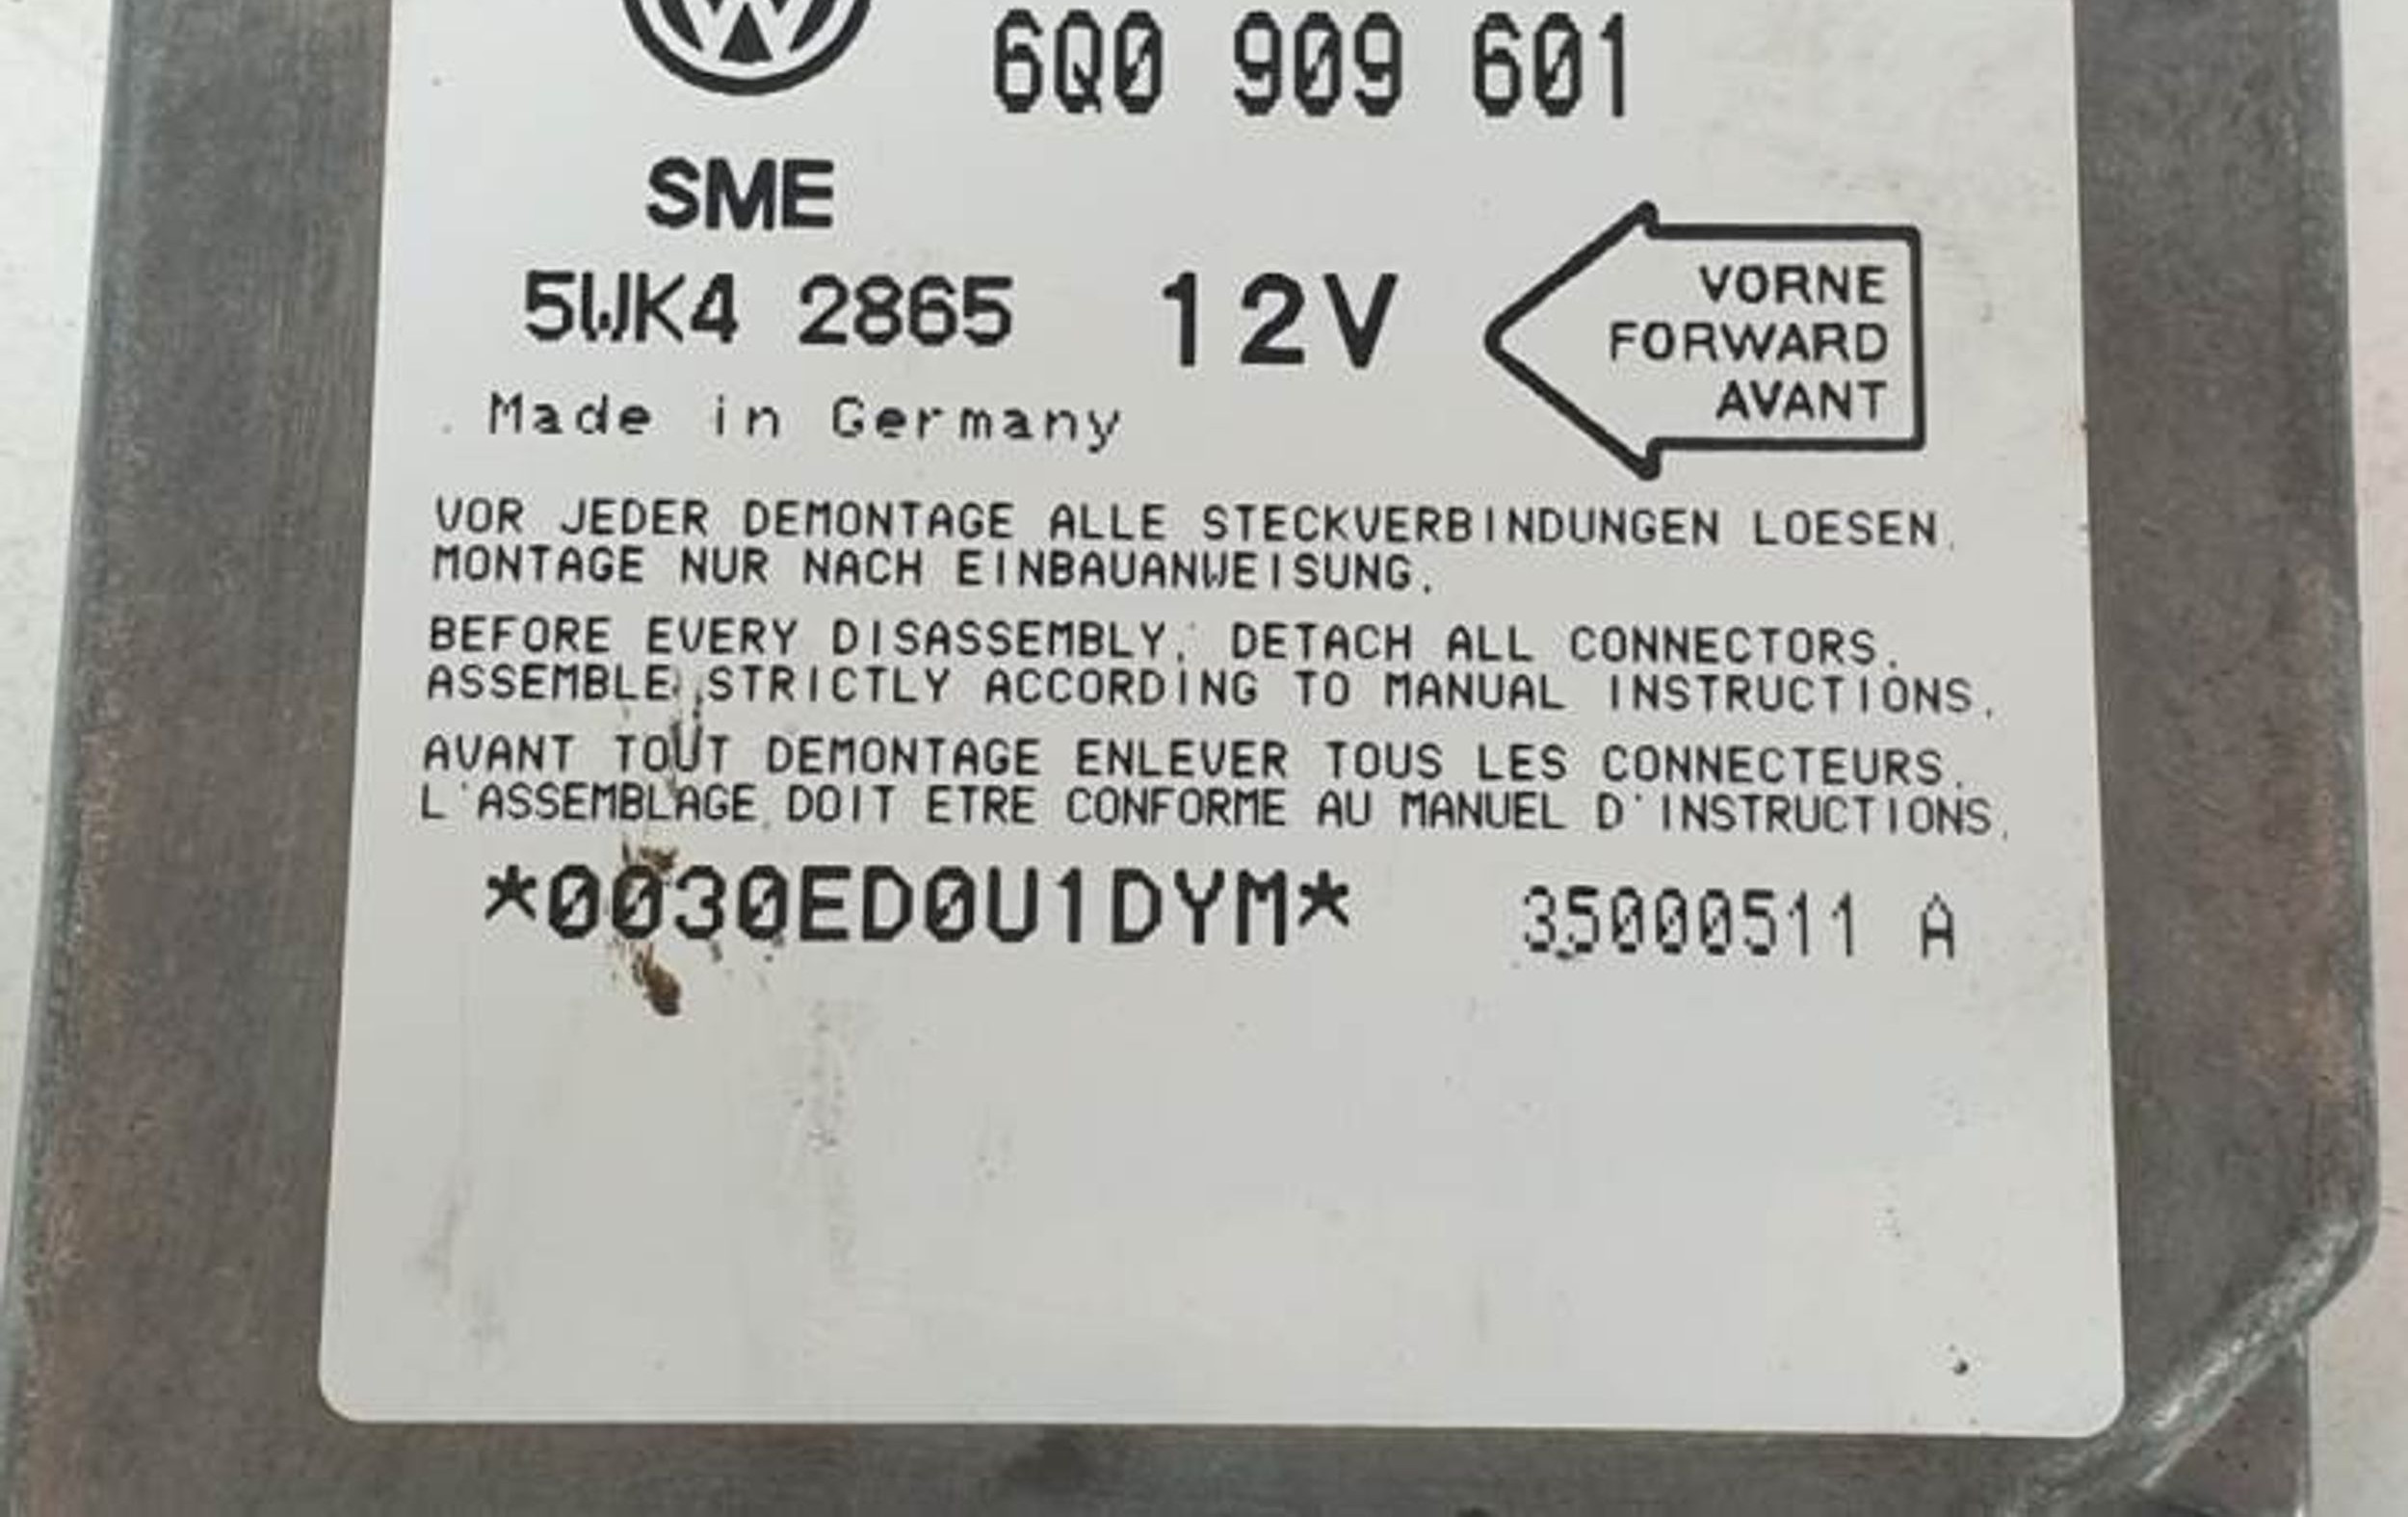 6Q0 909 601
SME
5WK4 2865 12V
VORNE
FORWARD
AVANT
Made in Germany
VOR JEDER DEMONTAGE ALLE STECKVERBINDUNGEN LOESEN.
MONTAGE NUR NACH EINBAUANWEISUNG.
BEFORE EVERY DISASSEMBLY, DETACH ALL CONNECTORS.
ASSEMBLE STRICTLY ACCORDING TO MANUAL INSTRUCTIONS.
AVANT TOUT DEMONTAGE ENLEVER TOUS LES CONNECTEURS.
L'ASSEMBLAGE DOIT ETRE CONFORME AU MANUEL D'INSTRUCTIONS.
*0030ED0U1DYM* 35000511 A